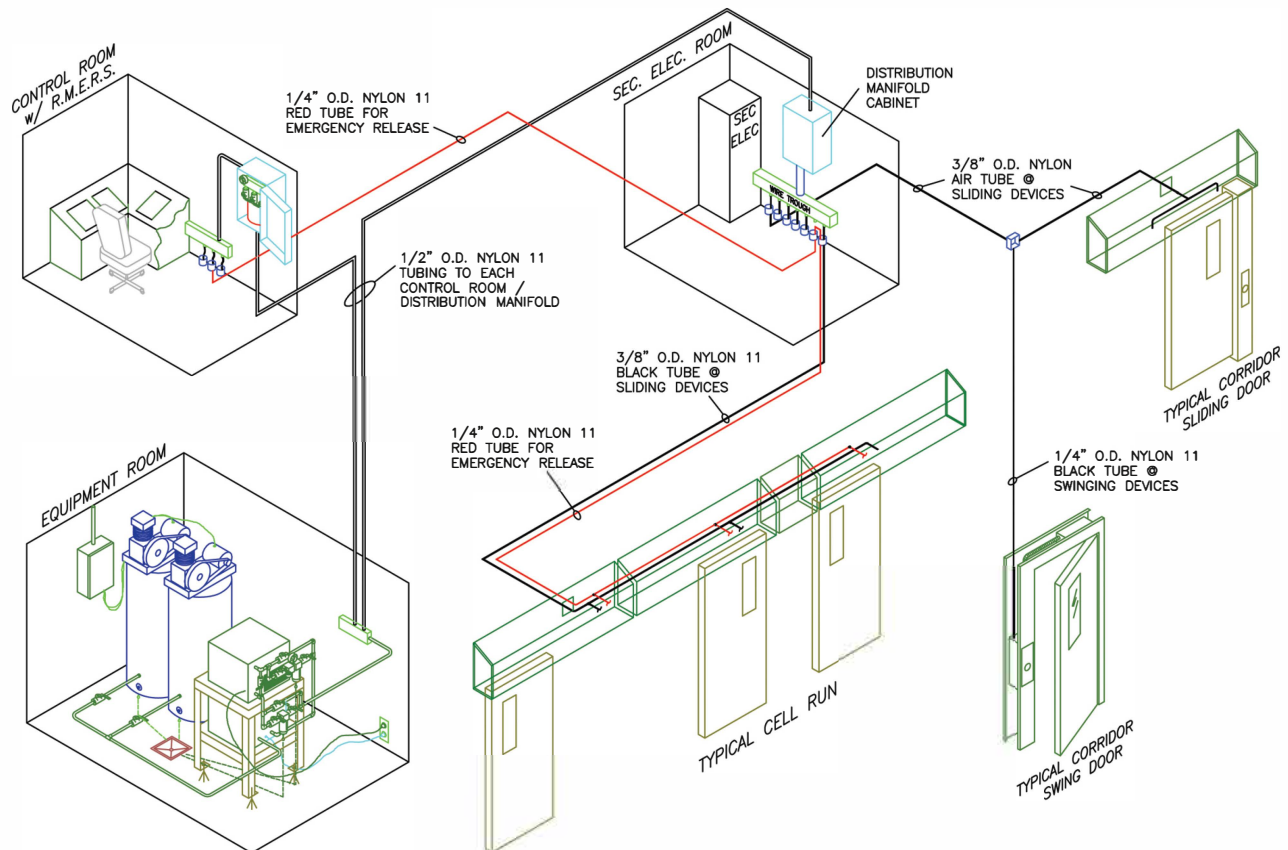 CONTROL ROOM
w/ R.M.E.R.S.
1/4" O.D. NYLON 11
RED TUBE FOR
EMERGENCY RELEASE
SEC. ELEC. ROOM
SEC
ELEC
DISTRIBUTION
MANIFOLD
CABINET
WIRE TROUGH
3/8" O.D. NYLON
AIR TUBE @
SLIDING DEVICES
1/2" O.D. NYLON 11
TUBING TO EACH
CONTROL ROOM /
DISTRIBUTION MANIFOLD
3/8" O.D. NYLON 11
BLACK TUBE @
SLIDING DEVICES
TYPICAL CORRIDOR
SLIDING DOOR
1/4" O.D. NYLON 11
RED TUBE FOR
EMERGENCY RELEASE
EQUIPMENT ROOM
1/4" O.D. NYLON 11
BLACK TUBE @
SWINGING DEVICES
TYPICAL CELL RUN
TYPICAL CORRIDOR
SWING DOOR